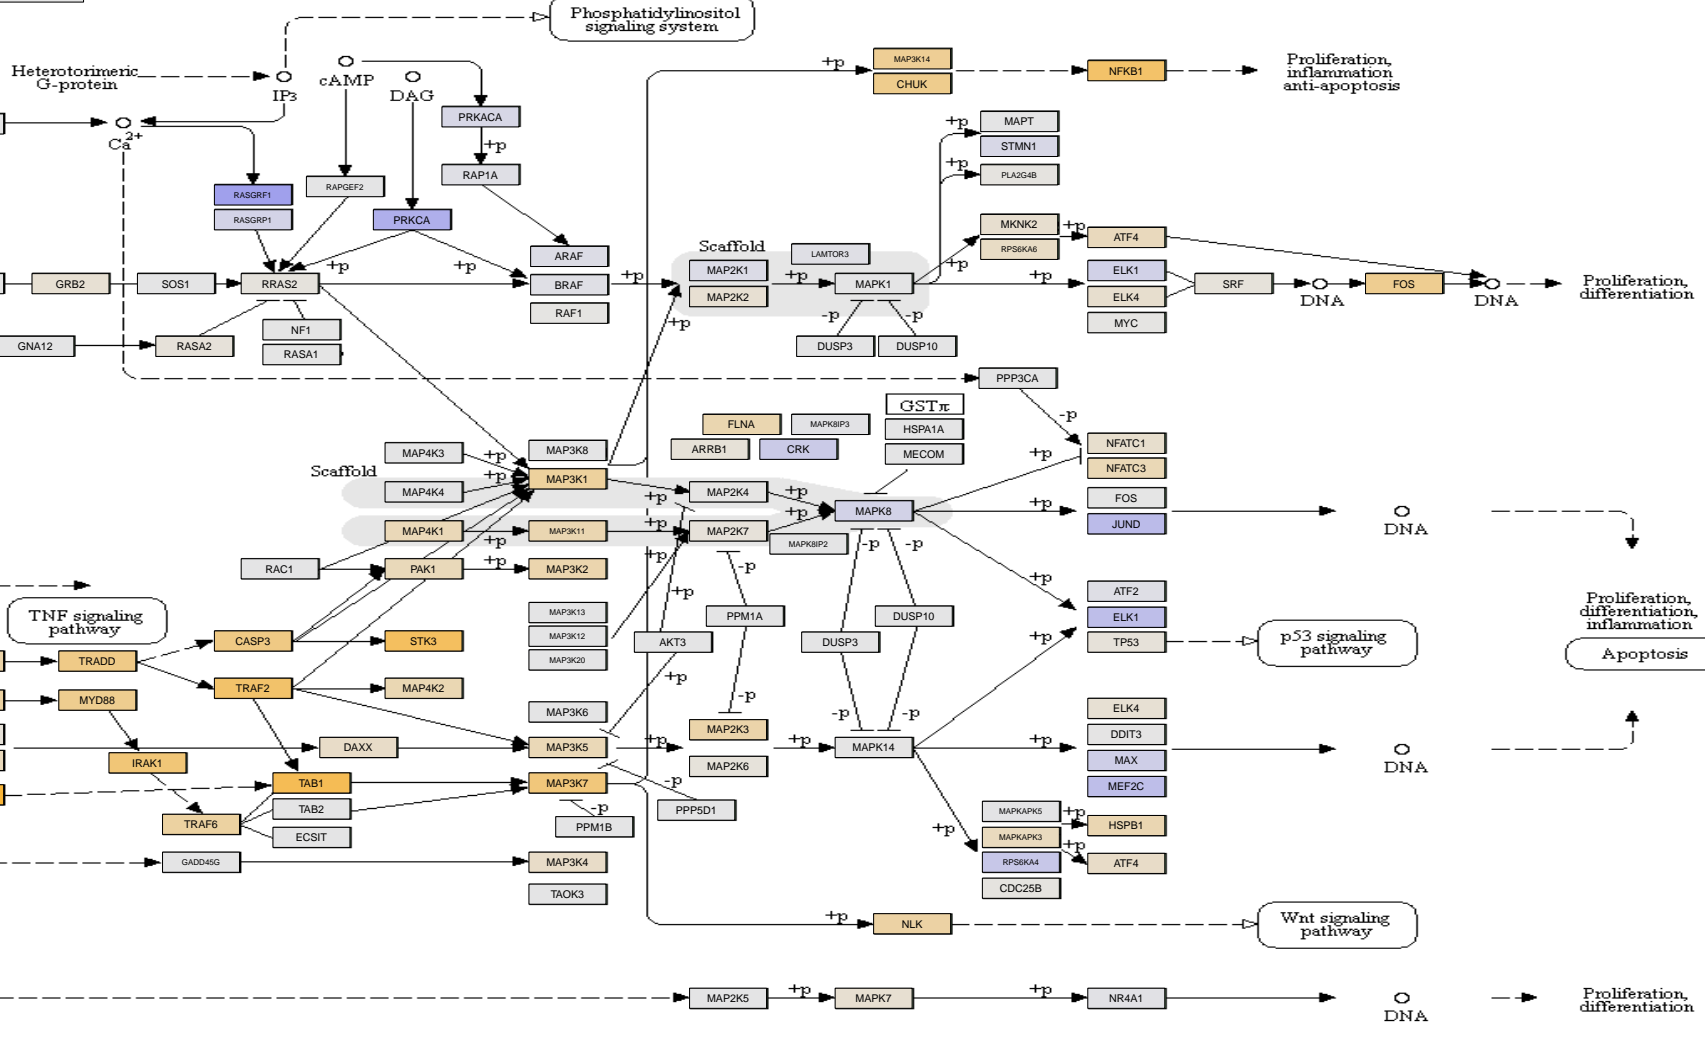 Phosphatidylinositol
signaling system
Heterotorimeric
G-protein
IP3
cAMP
DAG
Ca2+
PRKACA
+p
RAP1A
RASGRF1
RASGRP1
RAPGEF2
PRKCA
+p
MAP3K14
CHUK
NFKB1
Proliferation,
inflammation
anti-apoptosis
+p
MAPT
STMN1
+p
PLA2G4B
MKNK2
RPS6KA6
+p
ATF4
ARAF
BRAF
RAF1
Scaffold
LAMTOR3
MAP2K1
MAP2K2
MAPK1
+p
+p
+p
+p
+p
+p
+p
GRB2
SOS1
RRAS2
NF1
RASA1
GNA12
RASA2
ELK1
ELK4
MYC
SRF
DNA
FOS
DNA
Proliferation,
differentiation
+p
-p
-p
DUSP3
DUSP10
PPP3CA
-p
GSTπ
HSPA1A
MECOM
FLNA
MAPK8IP3
ARRB1
CRK
NFATC1
NFATC3
+p
MAP4K3
+p
MAP3K8
Scaffold
MAP4K4
+p
MAP3K1
+p
MAP2K4
+p
MAPK8
+p
FOS
JUND
DNA
MAP4K1
+p
MAP3K11
+p
MAP2K7
+p
MAPK8IP2
-p
-p
RAC1
PAK1
+p
MAP3K2
+p
-p
+p
ATF2
ELK1
TP53
+p
p53 signaling
pathway
Proliferation,
differentiation,
inflammation
Apoptosis
TNF signaling
pathway
MAP3K13
MAP3K12
MAP3K20
+p
AKT3
+p
PPM1A
-p
DUSP3
DUSP10
-p
-p
CASP3
STK3
TRADD
TRAF2
MAP4K2
MYD88
MAP3K6
MAP2K3
MAP2K6
DAXX
MAP3K5
+p
+p
MAPK14
+p
ELK4
DDIT3
MAX
MEF2C
DNA
IRAK1
TAB1
TAB2
ECSIT
MAP3K7
-p
PPP5D1
-p
PPM1B
TRAF6
+p
MAPKAPK5
MAPKAPK3
RPS6KA4
CDC25B
+p
HSPB1
+p
ATF4
GADD45G
MAP3K4
TAOK3
+p
NLK
Wnt signaling
pathway
MAP2K5
+p
MAPK7
+p
NR4A1
DNA
Proliferation,
differentiation